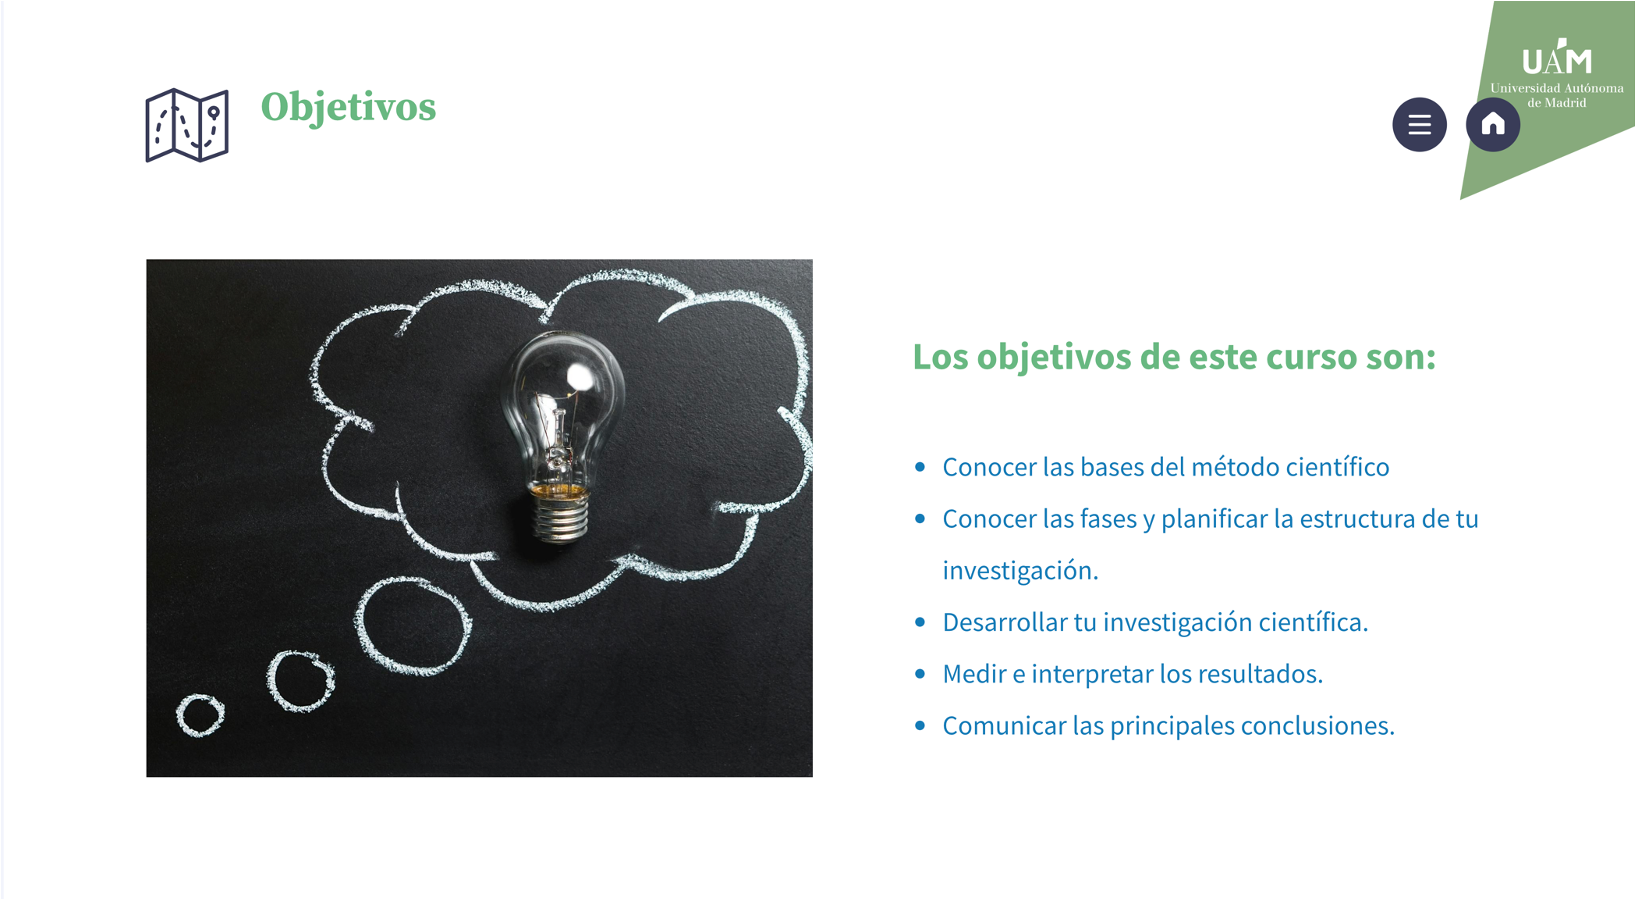 Objetivos
UAM
Universidad Autónoma
de Madrid
Los objetivos de este curso son:
• Conocer las bases del método científico
• Conocer las fases y planificar la estructura de tu
investigación.
• Desarrollar tu investigación científica.
• Medir e interpretar los resultados.
• Comunicar las principales conclusiones.